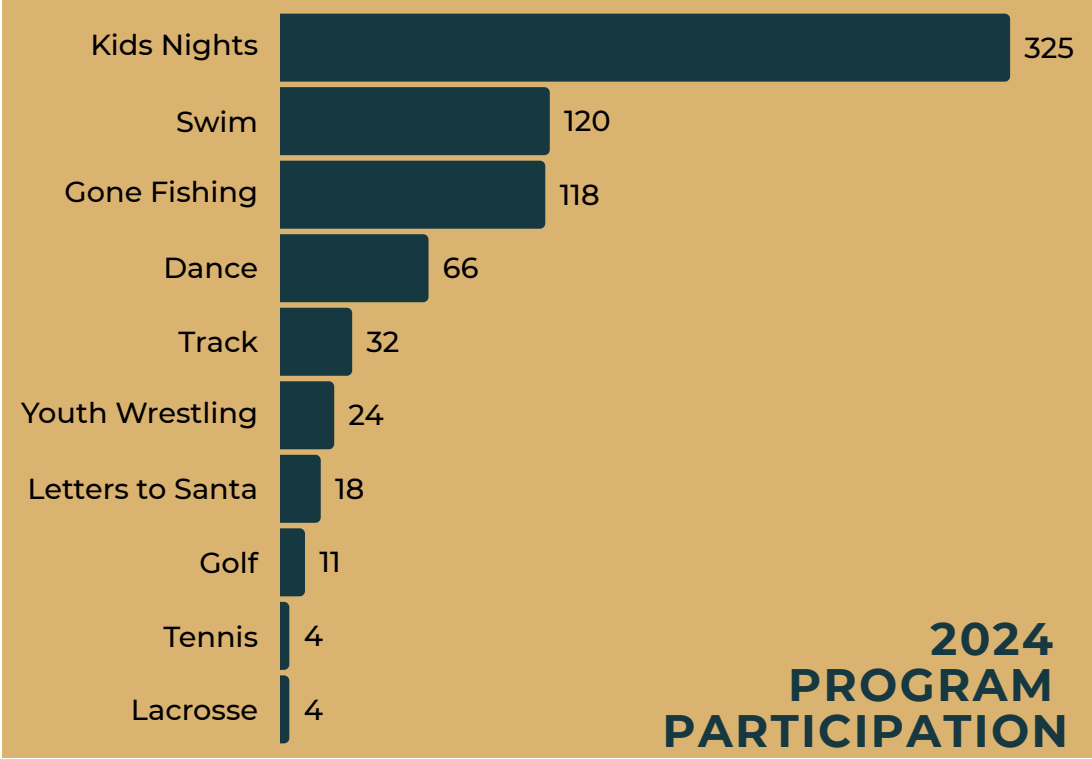 Kids Nights 325
Swim 120
Gone Fishing 118
Dance 66
Track 32
Youth Wrestling 24
Letters to Santa 18
Golf 11
Tennis 4
Lacrosse 4
2024
PROGRAM
PARTICIPATION